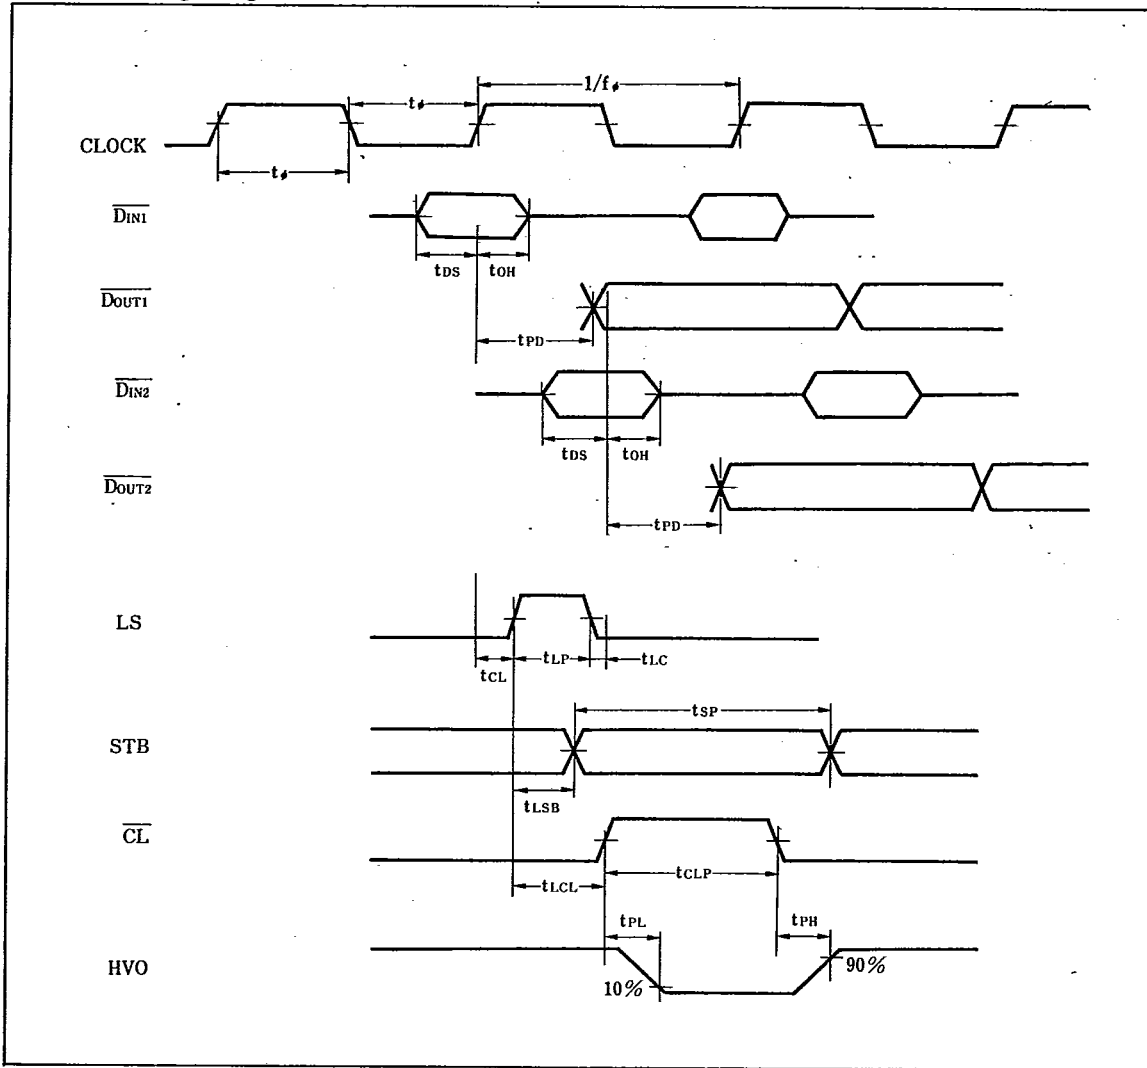 1/fφ
tφ
CLOCK
tφ
DIN1
tDS tOH
DOUT1
tPD
DIN2
tDS tOH
DOUT2
tPD
LS
tCL tLP tLC
tSP
STB
tLSB
CL
tLCL tCLP
tPL tPH
HVO
10% 90%